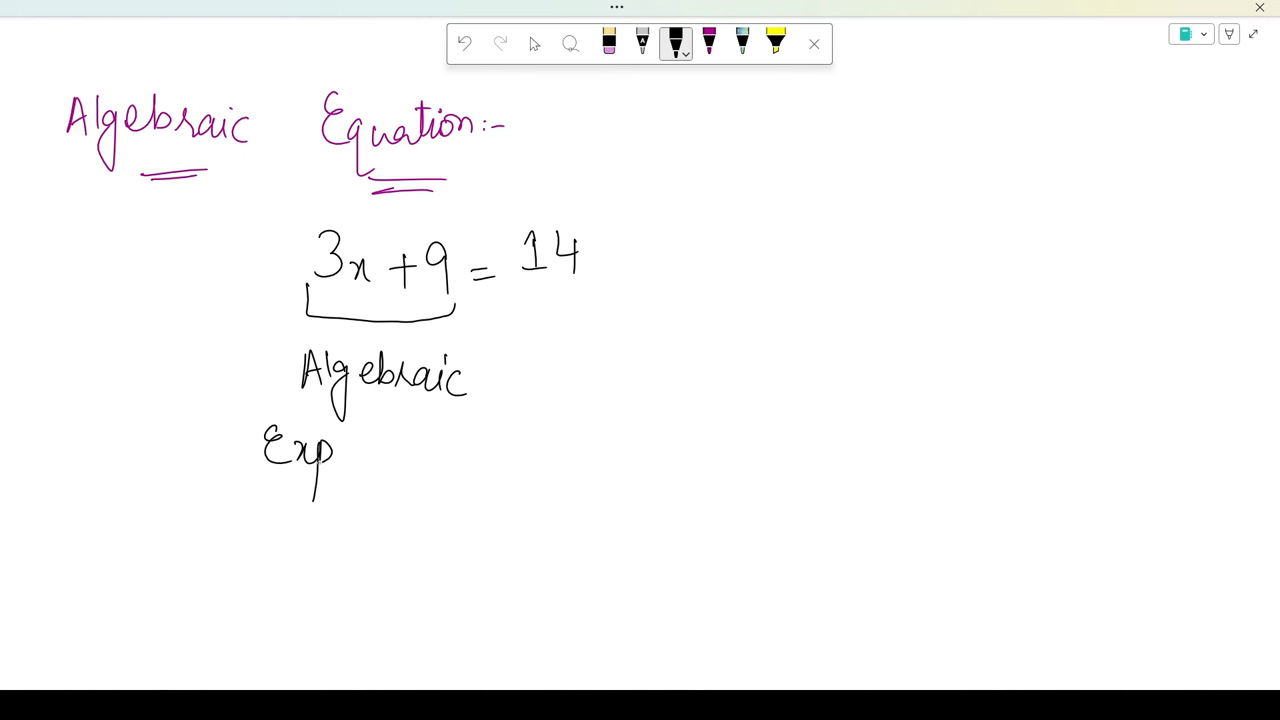 Algebraic Equation:-
3x + 9 = 14
Algebraic
Exp